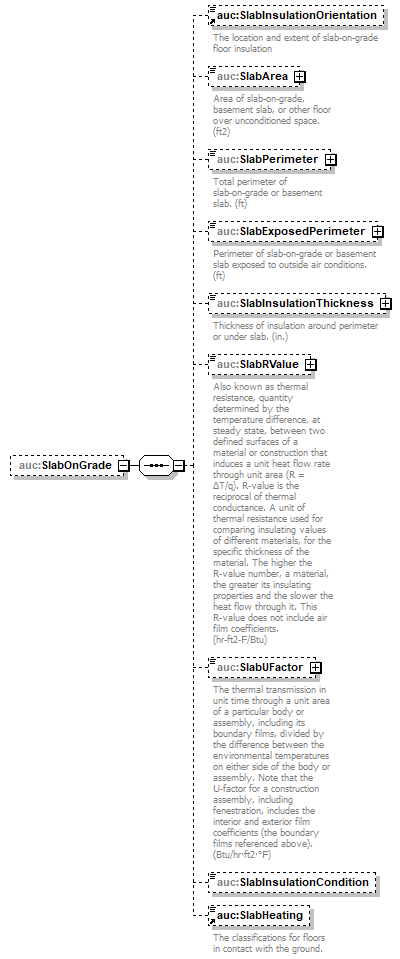 auc:SlabInsulationOrientation
The location and extent of slab-on-grade
floor insulation
auc:SlabArea
Area of slab-on-grade,
basement slab, or other floor
over unconditioned space.
(ft2)
auc:SlabPerimeter
Total perimeter of
slab-on-grade or basement
slab. (ft)
auc:SlabExposedPerimeter
Perimeter of slab-on-grade or basement
slab exposed to outside air conditions.
(ft)
auc:SlabInsulationThickness
Thickness of insulation around perimeter
or under slab. (in.)
auc:SlabRValue
Also known as thermal
resistance, quantity
determined by the
temperature difference, at
steady state, between two
defined surfaces of a
material or construction that
induces a unit heat flow rate
through unit area (R =
ΔT/q). R-value is the
reciprocal of thermal
conductance. A unit of
thermal resistance used for
comparing insulating values
of different materials, for the
specific thickness of the
material. The higher the
R-value number, a material,
the greater its insulating
properties and the slower the
heat flow through it. This
R-value does not include air
film coefficients.
(hr-ft2-F/Btu)
auc:SlabOnGrade
auc:SlabUFactor
The thermal transmission in
unit time through a unit area
of a particular body or
assembly, including its
boundary films, divided by
the difference between the
environmental temperatures
on either side of the body or
assembly. Note that the
U-factor for a construction
assembly, including
fenestration, includes the
interior and exterior film
coefficients (the boundary
films referenced above).
(Btu/hr·ft2·°F)
auc:SlabInsulationCondition
auc:SlabHeating
The classifications for floors
in contact with the ground.